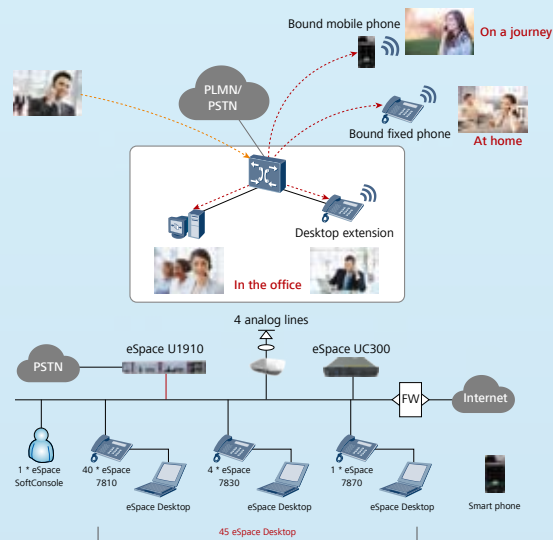 Bound mobile phone
On a journey
PLMN/
PSTN
Bound fixed phone
At home
Desktop extension
In the office
4 analog lines
eSpace U1910
eSpace UC300
PSTN
FW
Internet
1 * eSpace
SoftConsole
40 * eSpace
7810
eSpace Desktop
4 * eSpace
7830
eSpace Desktop
1 * eSpace
7870
eSpace Desktop
Smart phone
45 eSpace Desktop